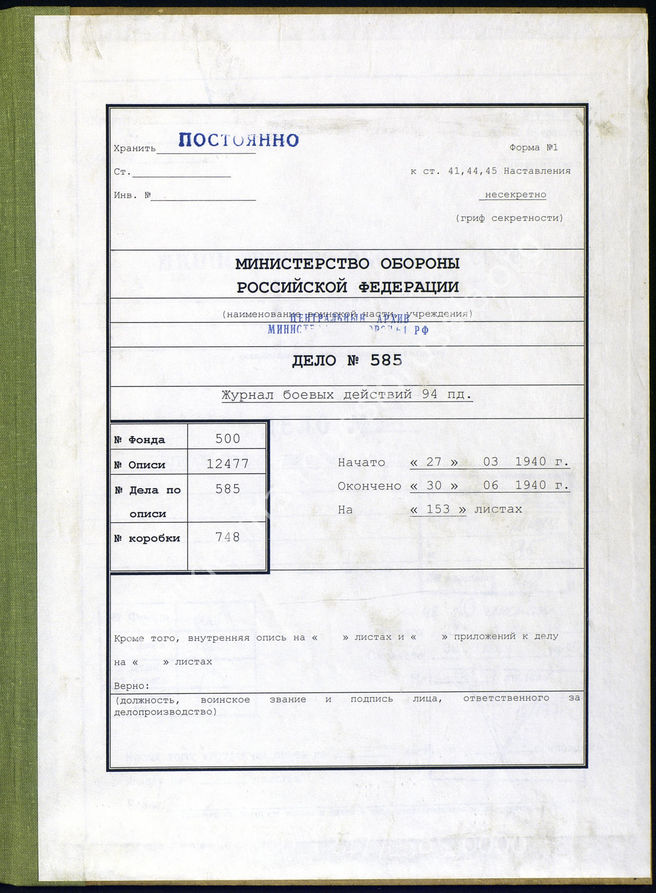 Хранить ПОСТОЯННО
Форма №1
Ст.
к ст. 41,44,45 Наставления
Инв. №
несекретно
(гриф секретности)
МИНИСТЕРСТВО ОБОРОНЫ
РОССИЙСКОЙ ФЕДЕРАЦИИ
(наименование воинской части, учреждения)
ЦЕНТРАЛЬНЫЙ АРХИВ
РФ
ДЕЛО № 585
Журнал боевых действий 94 пд.
№ Фонда 500
№ Описи 12477
№ Дела по описи 585
№ коробки 748
Начато « 27 » 03 1940 г.
Окончено « 30 » 06 1940 г.
На « 153 » листах
Кроме того, внутренняя опись на « » листах и « » приложений к делу
на « » листах
Верно:
(должность, воинское звание и подпись лица, ответственного за
делопроизводство)